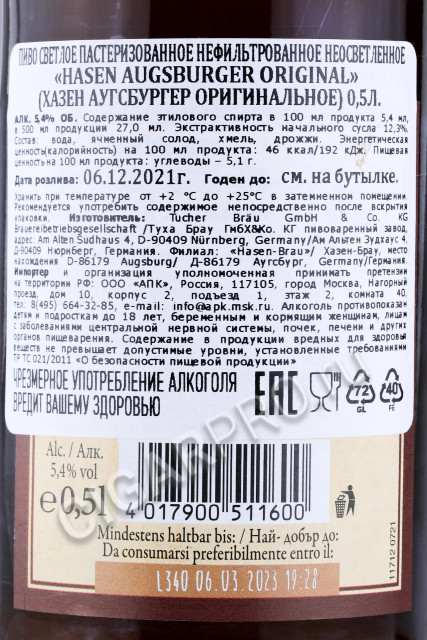 ПИВО СВЕТЛОЕ ПАСТЕРИЗОВАННОЕ НЕФИЛЬТРОВАННОЕ НЕОСВЕТЛЕННОЕ
«HASEN AUGSBURGER ORIGINAL»
(ХАЗЕН АУГСБУРГЕР ОРИГИНАЛЬНОЕ) 0,5Л.
АЛК. 5,4% ОБ. Содержание этилового спирта в 100 мл продукта 5,4 мл,
в 500 мл продукта 27,0 мл. Экстрактивность начального сусла 12,3%.
Состав: вода, ячменный солод, хмель, дрожжи. Энергетическая
ценность(калорийность) на 100 мл продукта: 46 ккал/192 кДж. Пищевая
ценность на 100 мл продукта: углеводы – 5,1 г.
Дата розлива: 06.12.2021г. Годен до: см. на бутылке.
Хранить при температуре от +2 °C до +25°C в затемненном помещении.
Рекомендуется употребить содержимое непосредственно после вскрытия
упаковки. Изготовитель: Tucher Bräu GmbH & Co. KG
Brauereibetriebsgesellschaft /Туха Брау ГмбХ&Ко. КГ пивоваренный завод,
адрес: Am Alten Sudhaus 4, D-90409 Nürnberg, Germany/Ам Альтен Зудхаус 4,
Д-90409 Нюрнберг, Германия. Филиал: «Hasen-Brau»/ Хазен-Брау, место
нахождения D-86179 Augsburg/ Д-86179 Аугсбург, Germany/Германия.
Импортер и организация уполномоченная принимать претензии
на территории РФ: ООО «АПК», Россия, 117105, город Москва, Нагорный
проезд, дом 10, корпус 2, подъезд 1, этаж 2, комната 40,
тел: 8(495) 664-32-85, e-mail: info@apk.msk.ru. Алкоголь противопоказан
детям и подросткам до 18 лет, беременным и кормящим женщинам, лицам
с заболеваниями центральной нервной системы, почек, печени и других
органов пищеварения. Содержание в продукции вредных для здоровья
веществ не превышает допустимые уровни, установленные требованиями
ТР ТС 021/2011 «О безопасности пищевой продукции»
ЧРЕЗМЕРНОЕ УПОТРЕБЛЕНИЕ АЛКОГОЛЯ
ВРЕДИТ ВАШЕМУ ЗДОРОВЬЮ
EAC
72
GL
40
FE
Alc. / Алк.
5,4% vol
e 0,5l
4 017900 511600
Mindestens haltbar bis: / Най- добър до:
Da consumarsi preferibilmente entro il:
L340 06.03.2023 19:28
11712 0721
CIGARPRO.RU